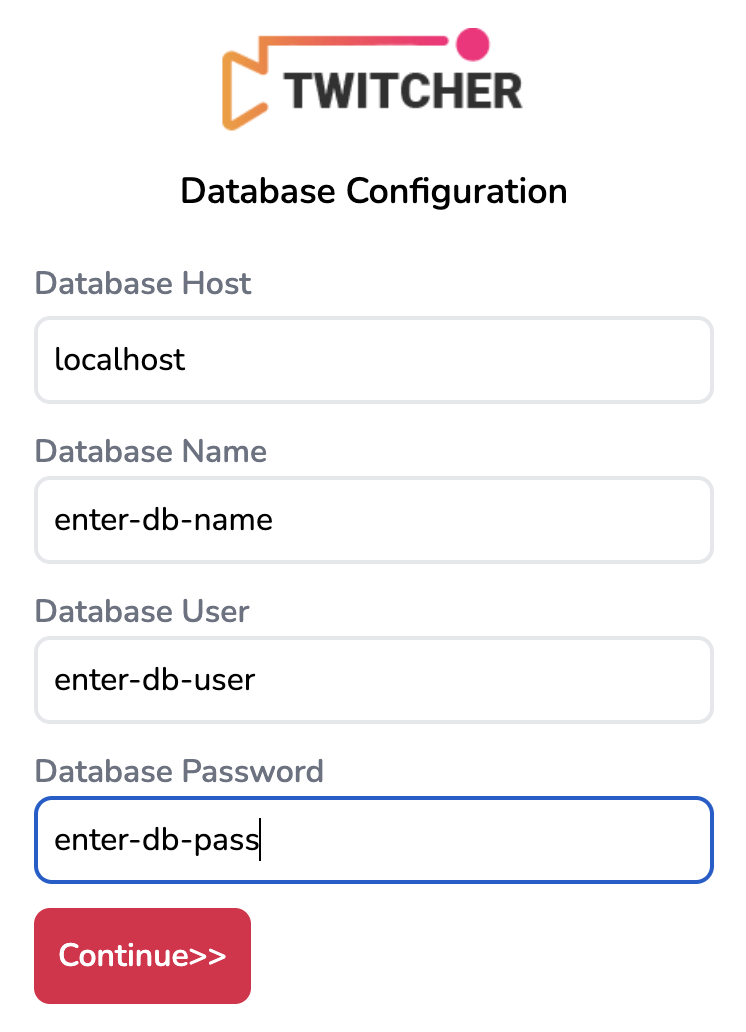 TWITCHER
Database Configuration
Database Host
localhost
Database Name
enter-db-name
Database User
enter-db-user
Database Password
enter-db-pass
Continue>>